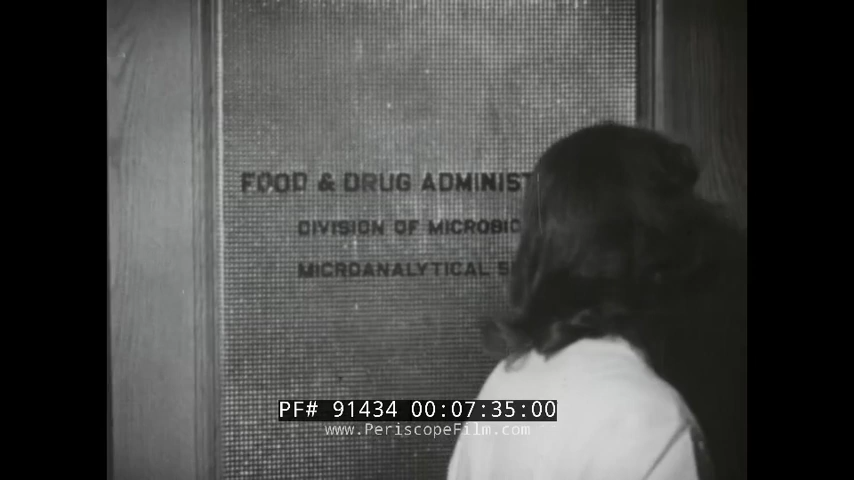 FOOD & DRUG ADMINIST
DIVISION OF MICROBIO
MICROANALYTICAL S
PF# 91434 00:07:35:00
www.PeriscopeFilm.com